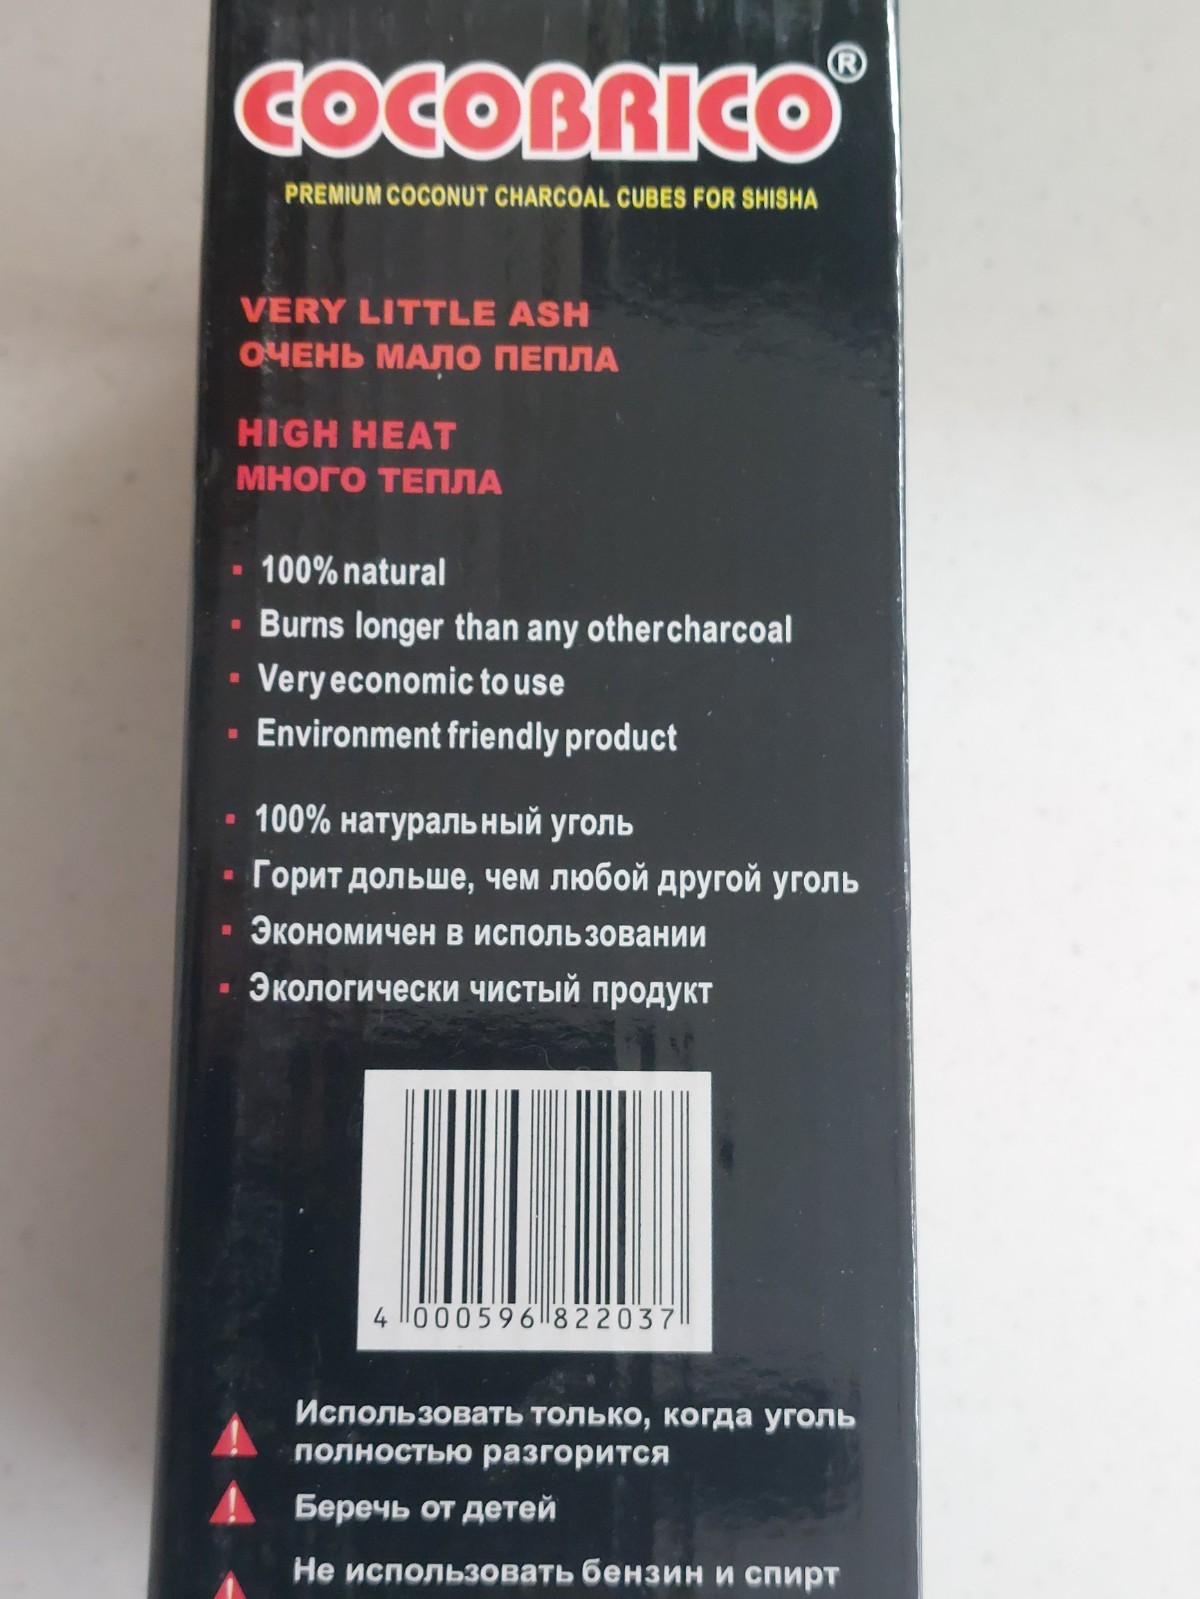 COCOBRICO®
PREMIUM COCONUT CHARCOAL CUBES FOR SHISHA
VERY LITTLE ASH
ОЧЕНЬ МАЛО ПЕПЛА
HIGH HEAT
МНОГО ТЕПЛА
▪ 100% natural
▪ Burns longer than any other charcoal
▪ Very economic to use
▪ Environment friendly product
▪ 100% натуральный уголь
▪ Горит дольше, чем любой другой уголь
▪ Экономичен в использовании
▪ Экологически чистый продукт
4 000596 822037
Использовать только, когда уголь
полностью разгорится
Беречь от детей
Не использовать бензин и спирт